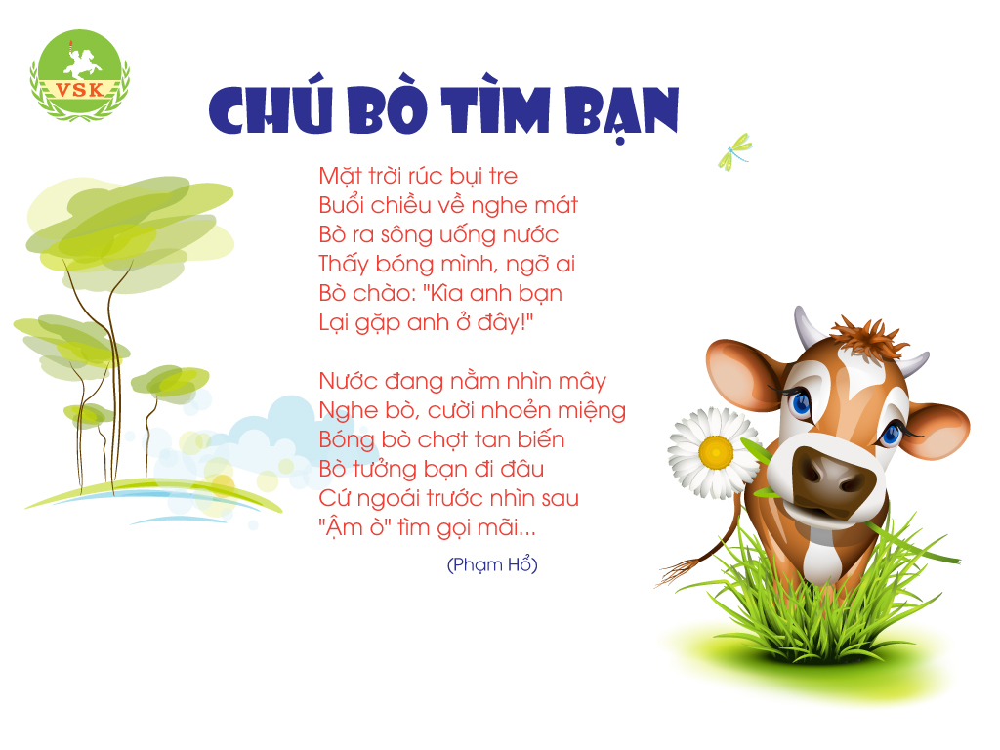 VSK
CHÚ BÒ TÌM BẠN
Mặt trời rúc bụi tre
Buổi chiều về nghe mát
Bò ra sông uống nước
Thấy bóng mình, ngỡ ai
Bò chào: "Kìa anh bạn
Lại gặp anh ở đây!"
Nước đang nằm nhìn mây
Nghe bò, cười nhoẻn miệng
Bóng bò chợt tan biến
Bò tưởng bạn đi đâu
Cứ ngoái trước nhìn sau
"Ậm ò" tìm gọi mãi...
(Phạm Hổ)